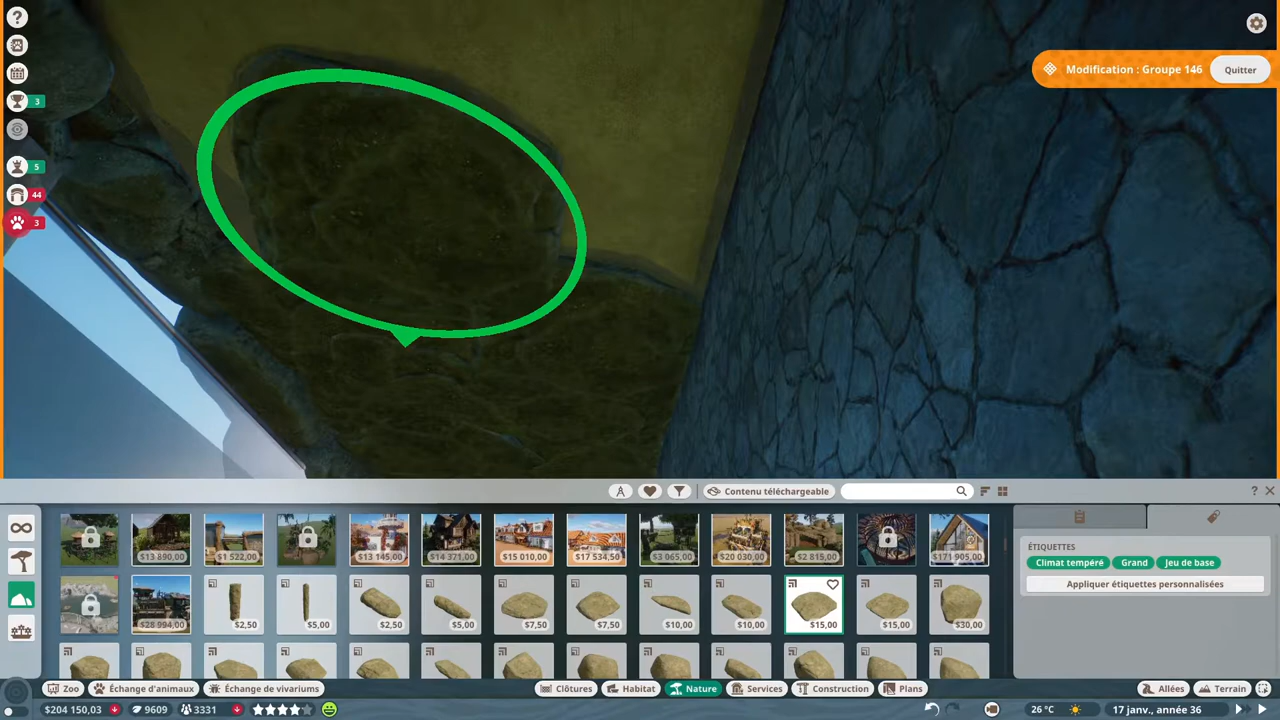 ?
Modification : Groupe 146
Quitter
3
5
44
3
Contenu téléchargeable
?
$13 890,00
$1 522,00
$13 145,00
$14 371,00
$15 010,00
$17 534,50
$3 065,00
$20 030,00
$2 815,00
$171 905,00
$28 994,00
$2,50
$5,00
$2,50
$5,00
$7,50
$7,50
$10,00
$10,00
$15,00
$15,00
$30,00
ÉTIQUETTES
Climat tempéré
Grand
Jeu de base
Appliquer étiquettes personnalisées
Zoo
Échange d'animaux
Échange de vivariums
Clôtures
Habitat
Nature
Services
Construction
Plans
Allées
Terrain
$204 150,03
9609
3331
26 °C
17 janv., année 36